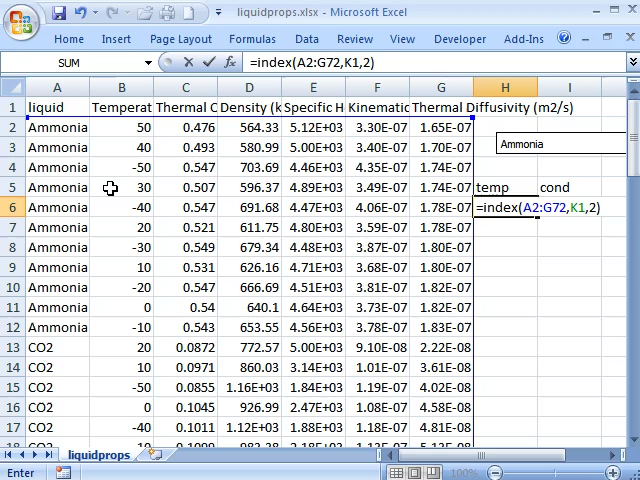 liquidprops.xlsx - Microsoft Excel
Home Insert Page Layout Formulas Data Review View Developer Add-Ins
SUM =index(A2:G72,K1,2)
A B C D E F G H I
1 liquid Temperat Thermal C Density (k Specific H Kinematic Thermal Diffusivity (m2/s)
2 Ammonia 50 0.476 564.33 5.12E+03 3.30E-07 1.65E-07
3 Ammonia 40 0.493 580.99 5.00E+03 3.40E-07 1.70E-07 Ammonia
4 Ammonia -50 0.547 703.69 4.46E+03 4.35E-07 1.74E-07
5 Ammonia 30 0.507 596.37 4.89E+03 3.49E-07 1.74E-07 temp cond
6 Ammonia -40 0.547 691.68 4.47E+03 4.06E-07 1.78E-07 =index(A2:G72,K1,2)
7 Ammonia 20 0.521 611.75 4.80E+03 3.59E-07 1.78E-07
8 Ammonia -30 0.549 679.34 4.48E+03 3.87E-07 1.80E-07
9 Ammonia 10 0.531 626.16 4.71E+03 3.68E-07 1.80E-07
10 Ammonia -20 0.547 666.69 4.51E+03 3.81E-07 1.82E-07
11 Ammonia 0 0.54 640.1 4.64E+03 3.73E-07 1.82E-07
12 Ammonia -10 0.543 653.55 4.56E+03 3.78E-07 1.83E-07
13 CO2 20 0.0872 772.57 5.00E+03 9.10E-08 2.22E-08
14 CO2 10 0.0971 860.03 3.14E+03 1.01E-07 3.61E-08
15 CO2 -50 0.0855 1.16E+03 1.84E+03 1.19E-07 4.02E-08
16 CO2 0 0.1045 926.99 2.47E+03 1.08E-07 4.58E-08
17 CO2 -40 0.1011 1.12E+03 1.88E+03 1.18E-07 4.81E-08
liquidprops
Enter 100%